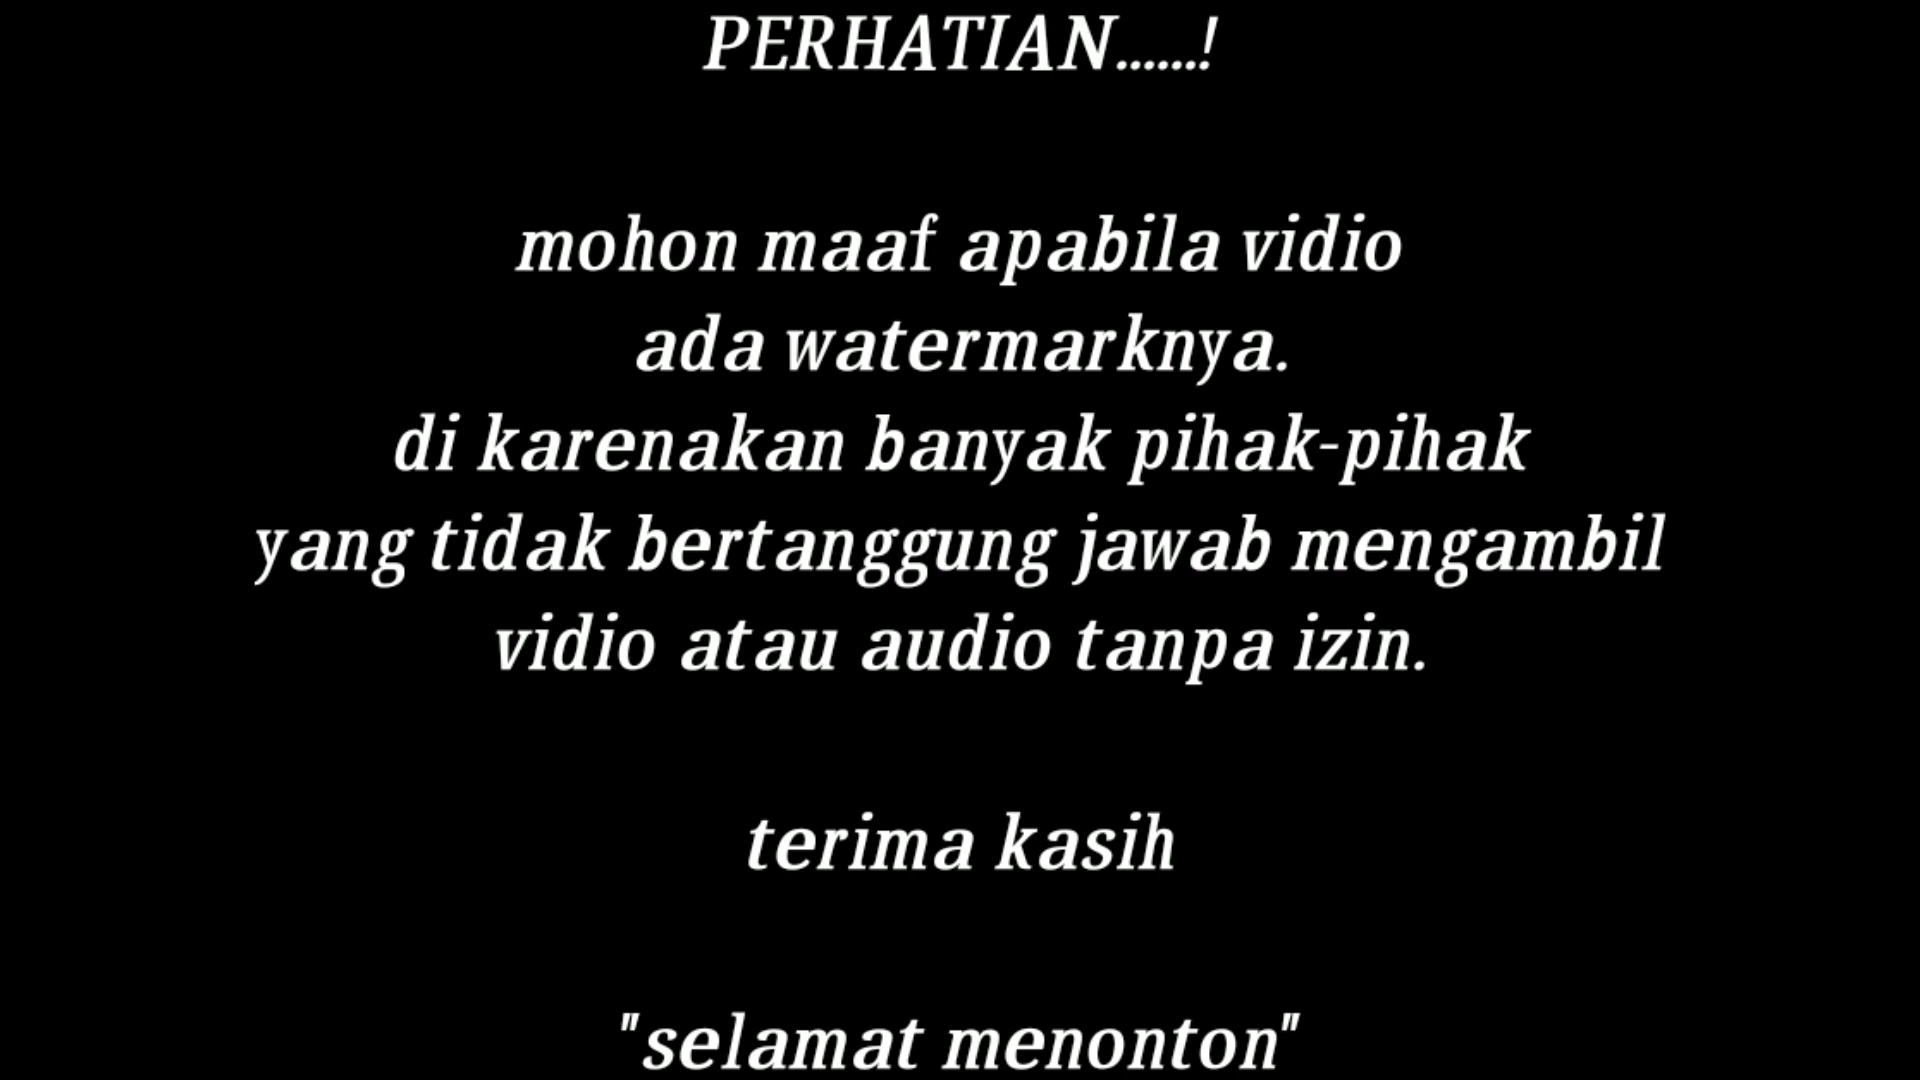 PERHATIAN......!
mohon maaf apabila vidio
ada watermarknya.
di karenakan banyak pihak-pihak
yang tidak bertanggung jawab mengambil
vidio atau audio tanpa izin.
terima kasih
"selamat menonton"